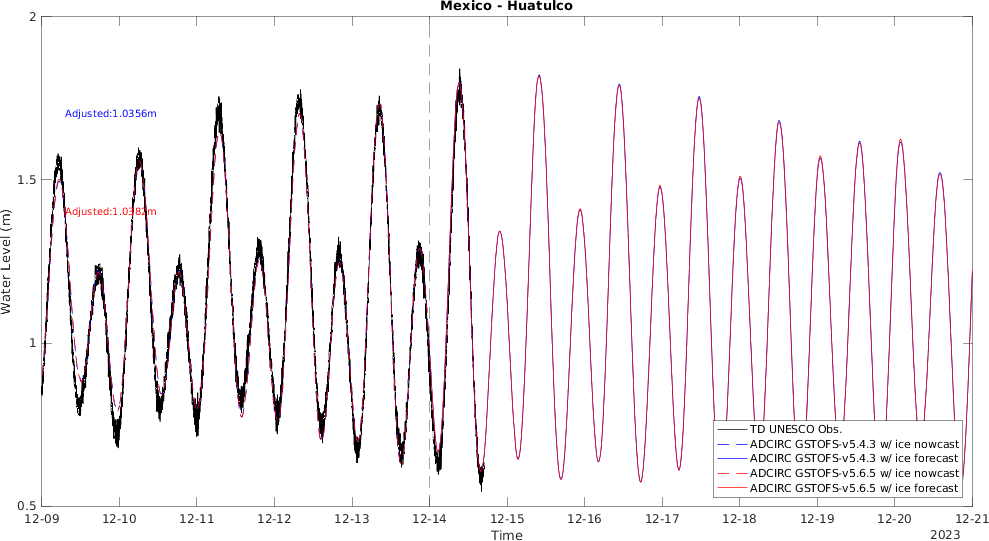 Mexico - Huatulco
2
Adjusted:1.0356m
1.5
Adjusted:1.0382m
Water Level (m)
1
TD UNESCO Obs.
ADCIRC GSTOFS-v5.4.3 w/ ice nowcast
ADCIRC GSTOFS-v5.4.3 w/ ice forecast
ADCIRC GSTOFS-v5.6.5 w/ ice nowcast
ADCIRC GSTOFS-v5.6.5 w/ ice forecast
0.5
12-09 12-10 12-11 12-12 12-13 12-14 12-15 12-16 12-17 12-18 12-19 12-20 12-21
Time
2023